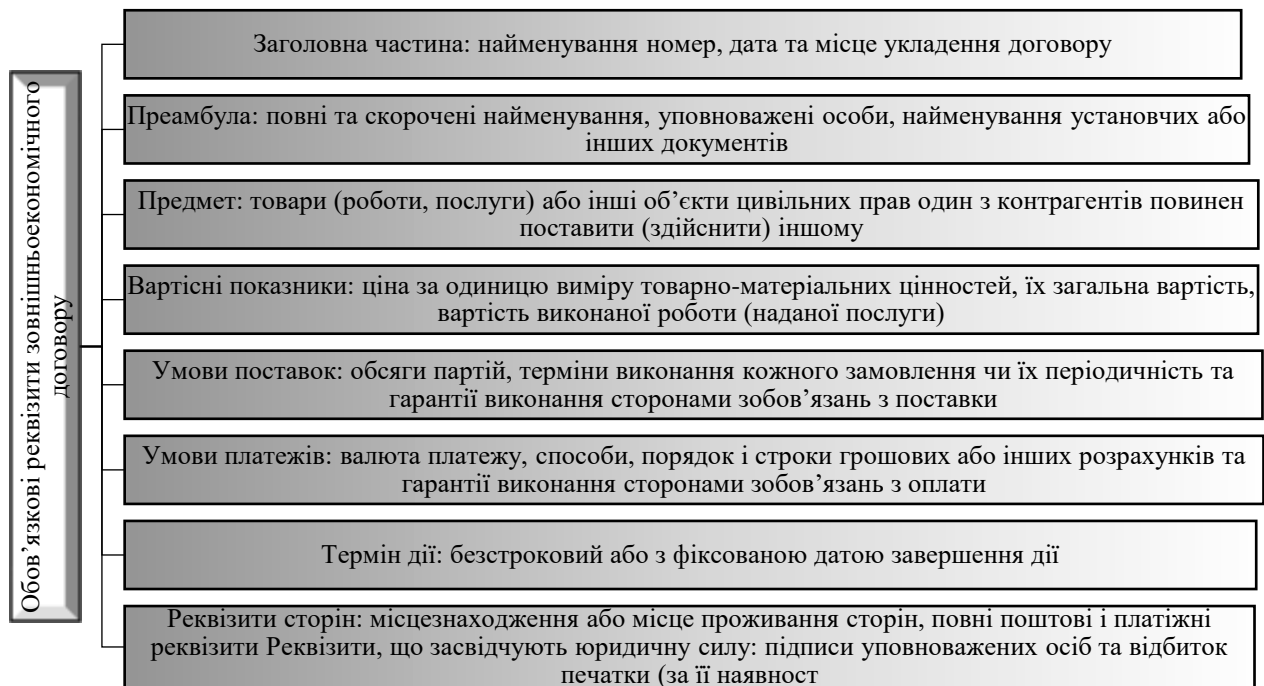 Обов’язкові реквізити зовнішньоекономічного
договору
Заголовна частина: найменування номер, дата та місце укладення договору
Преамбула: повні та скорочені найменування, уповноважені особи, найменування установчих або
інших документів
Предмет: товари (роботи, послуги) або інші об’єкти цивільних прав один з контрагентів повинен
поставити (здійснити) іншому
Вартісні показники: ціна за одиницю виміру товарно-матеріальних цінностей, їх загальна вартість,
вартість виконаної роботи (наданої послуги)
Умови поставок: обсяги партій, терміни виконання кожного замовлення чи їх періодичність та
гарантії виконання сторонами зобов’язань з поставки
Умови платежів: валюта платежу, способи, порядок і строки грошових або інших розрахунків та
гарантії виконання сторонами зобов’язань з оплати
Термін дії: безстроковий або з фіксованою датою завершення дії
Реквізити сторін: місцезнаходження або місце проживання сторін, повні поштові і платіжні
реквізити Реквізити, що засвідчують юридичну силу: підписи уповноважених осіб та відбиток
печатки (за її наявност